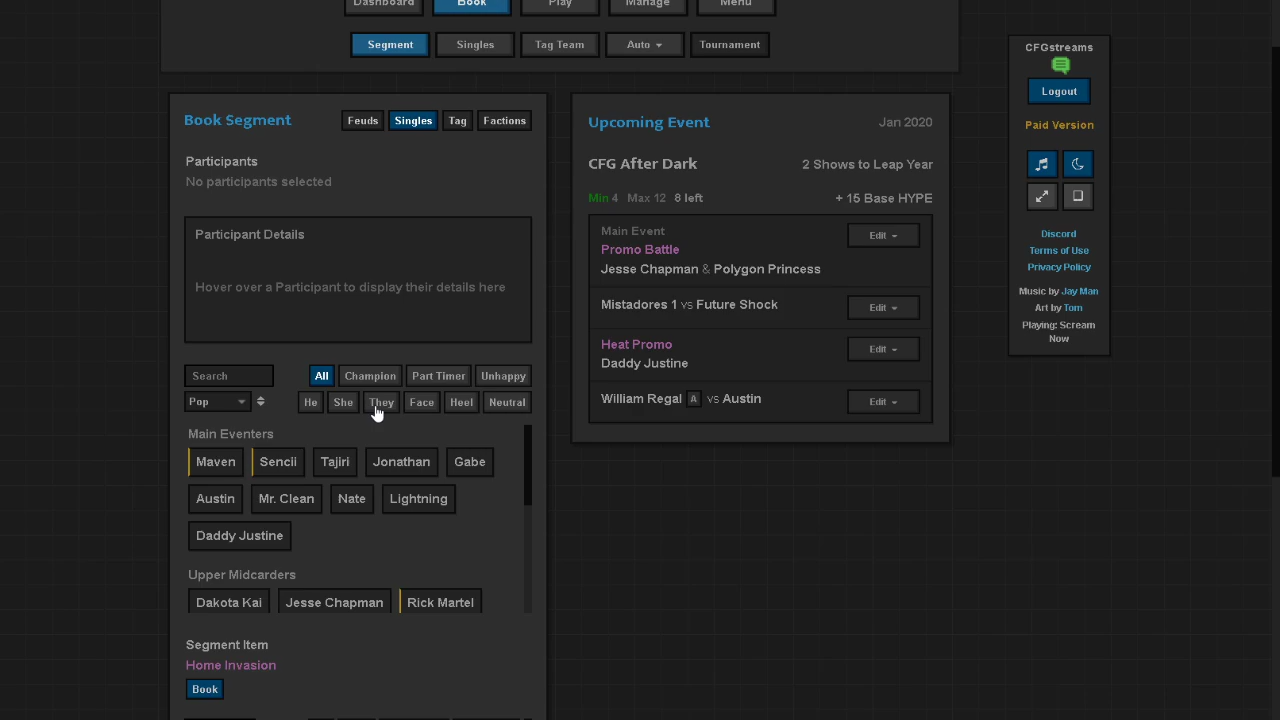 Dashboard Book Play Manage Menu
Segment Singles Tag Team Auto Tournament
CFGstreams
Logout
Paid Version
Discord
Terms of Use
Privacy Policy
Music by Jay Man
Art by Tom
Playing: Scream
Now
Book Segment Feuds Singles Tag Factions
Participants
No participants selected
Participant Details
Hover over a Participant to display their details here
Search All Champion Part Timer Unhappy
Pop He She They Face Heel Neutral
Main Eventers
Maven Sencii Tajiri Jonathan Gabe
Austin Mr. Clean Nate Lightning
Daddy Justine
Upper Midcarders
Dakota Kai Jesse Chapman Rick Martel
Segment Item
Home Invasion
Book
Upcoming Event Jan 2020
CFG After Dark 2 Shows to Leap Year
Min 4 Max 12 8 left + 15 Base HYPE
Main Event Edit
Promo Battle
Jesse Chapman & Polygon Princess
Mistadores 1 vs Future Shock Edit
Heat Promo Edit
Daddy Justine
William Regal A vs Austin Edit